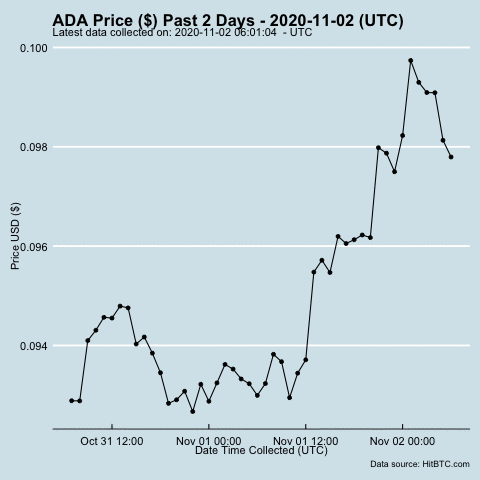 ADA Price ($) Past 2 Days - 2020-11-02 (UTC)
Latest data collected on: 2020-11-02 06:01:04 - UTC
0.100
0.098
0.096
0.094
Price USD ($)
Oct 31 12:00 Nov 01 00:00 Nov 01 12:00 Nov 02 00:00
Date Time Collected (UTC)
Data source: HitBTC.com